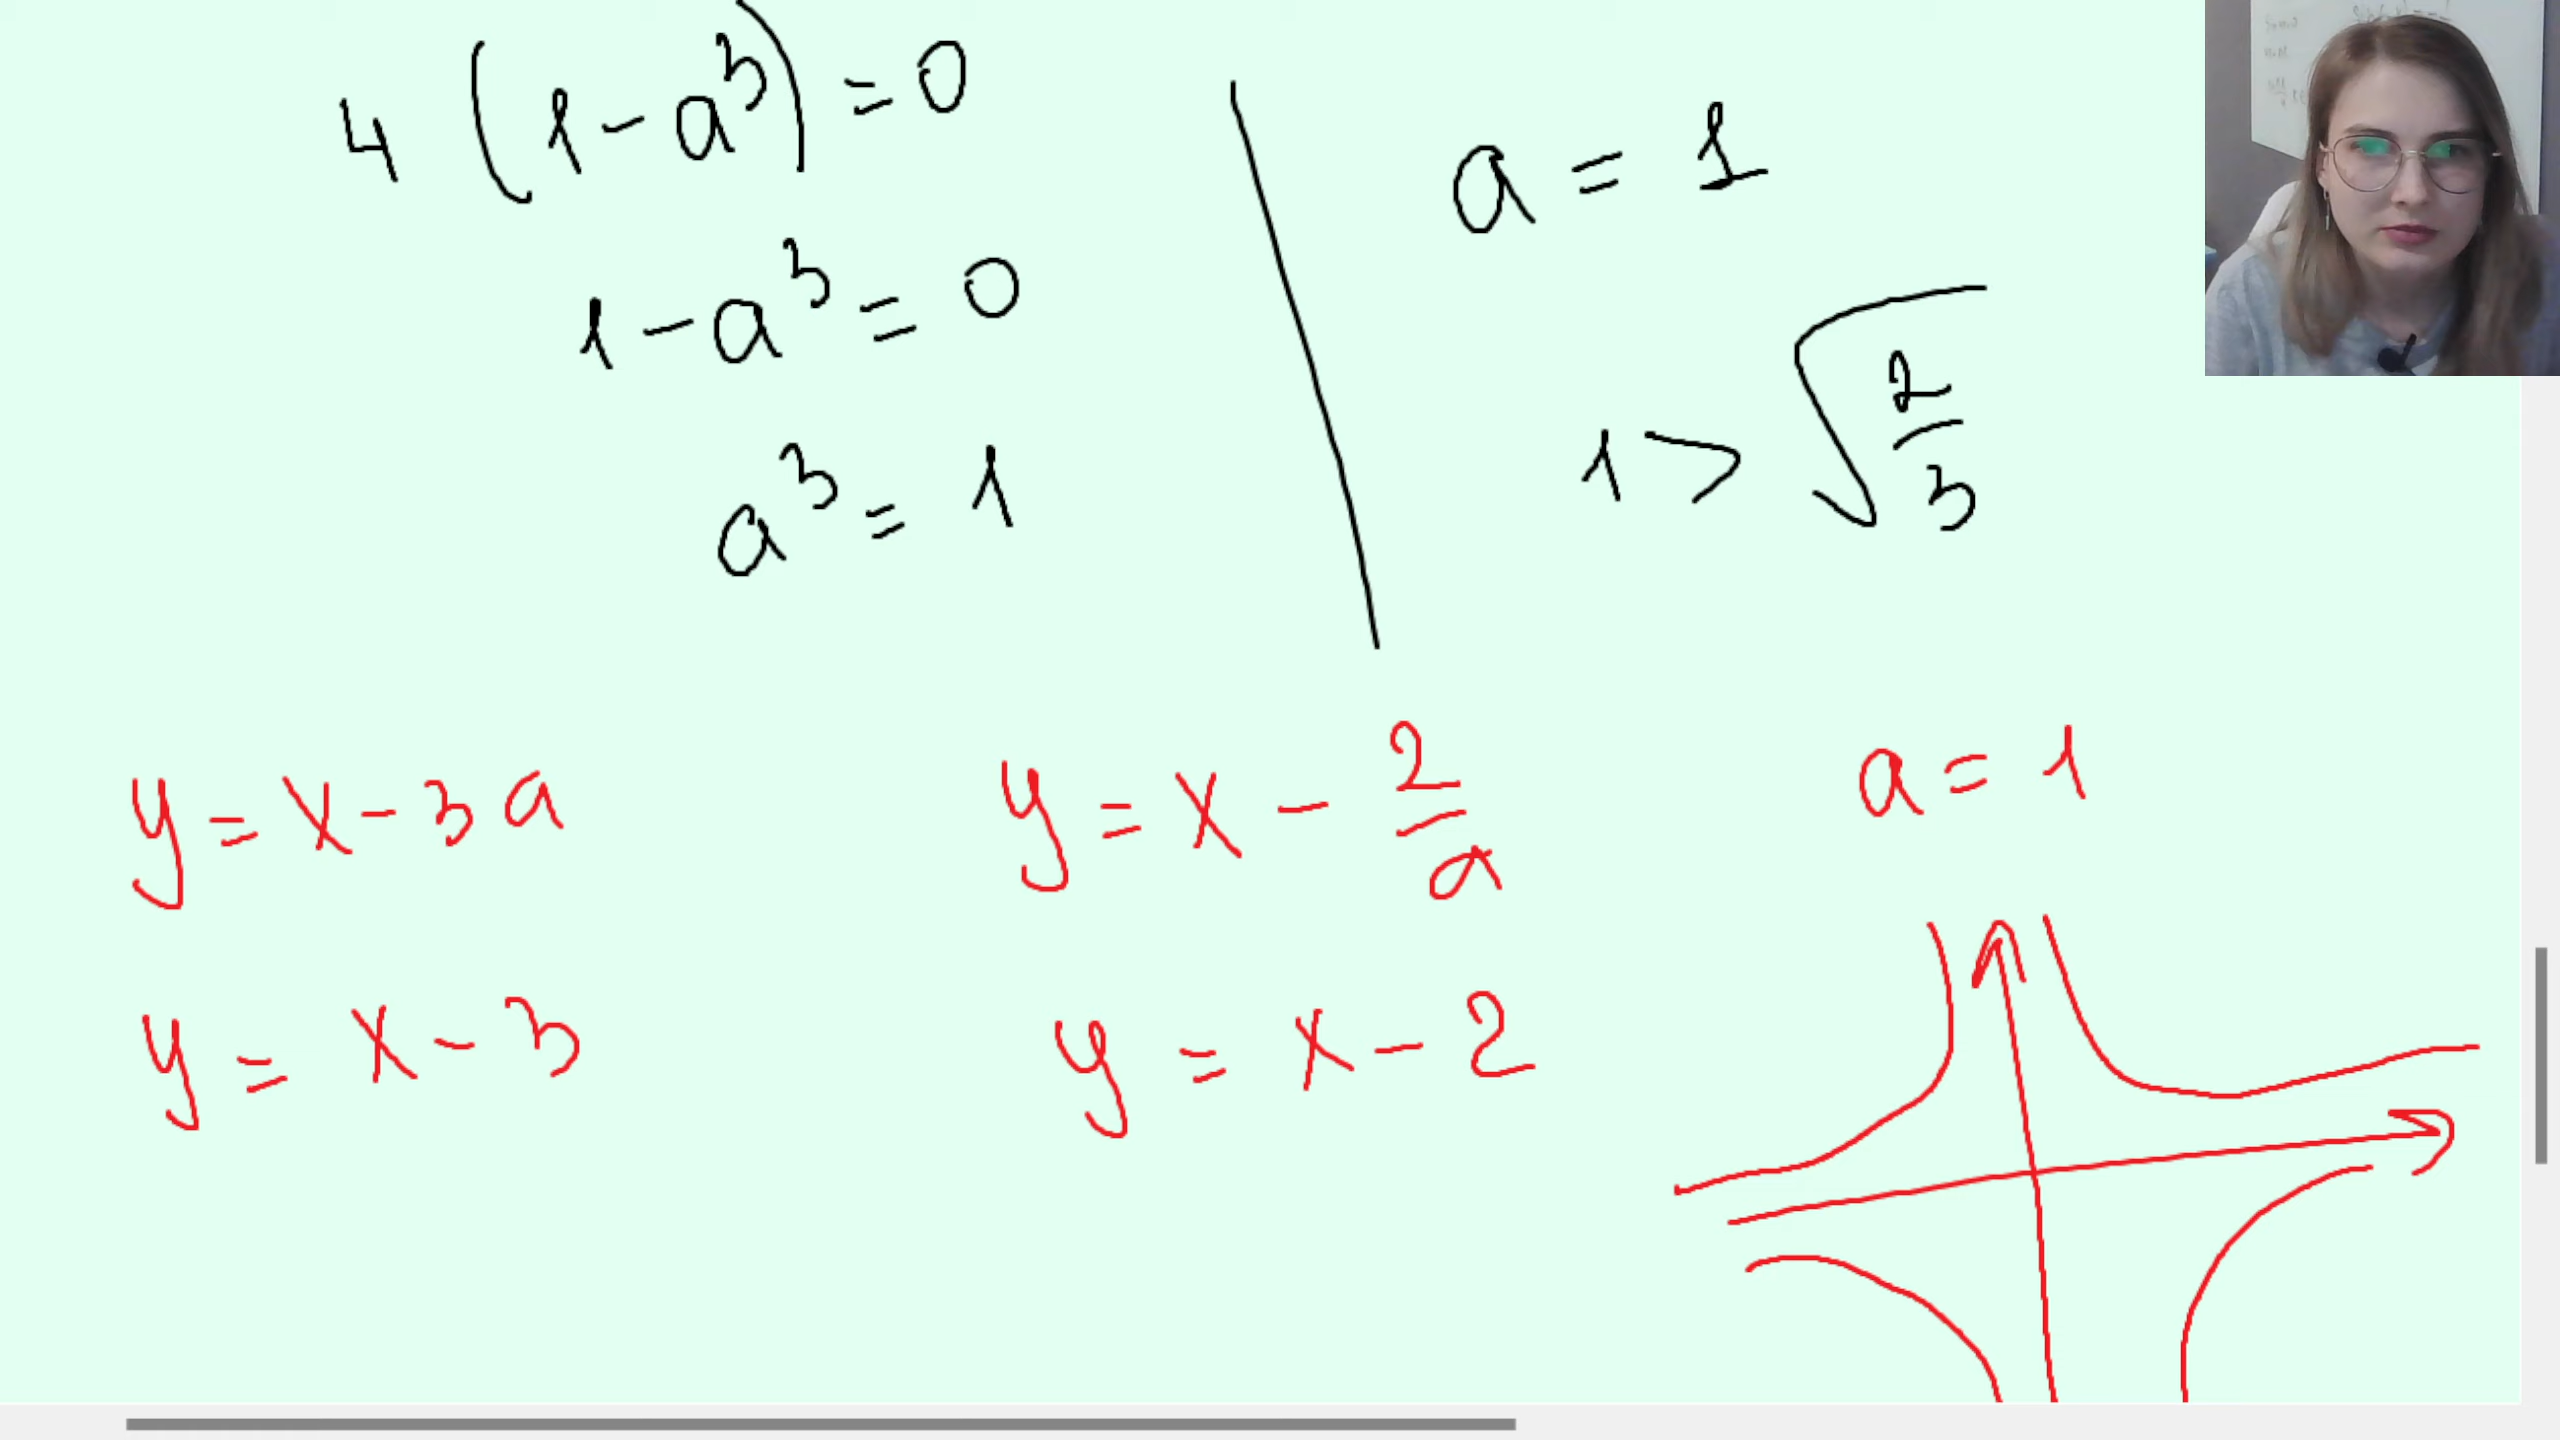 4 (1-a³) = 0
1-a³ = 0
a³ = 1
a = 1
1 > √(2/3)
y = x - 3a
y = x - 2/a
a = 1
y = x - 3
y = x - 2